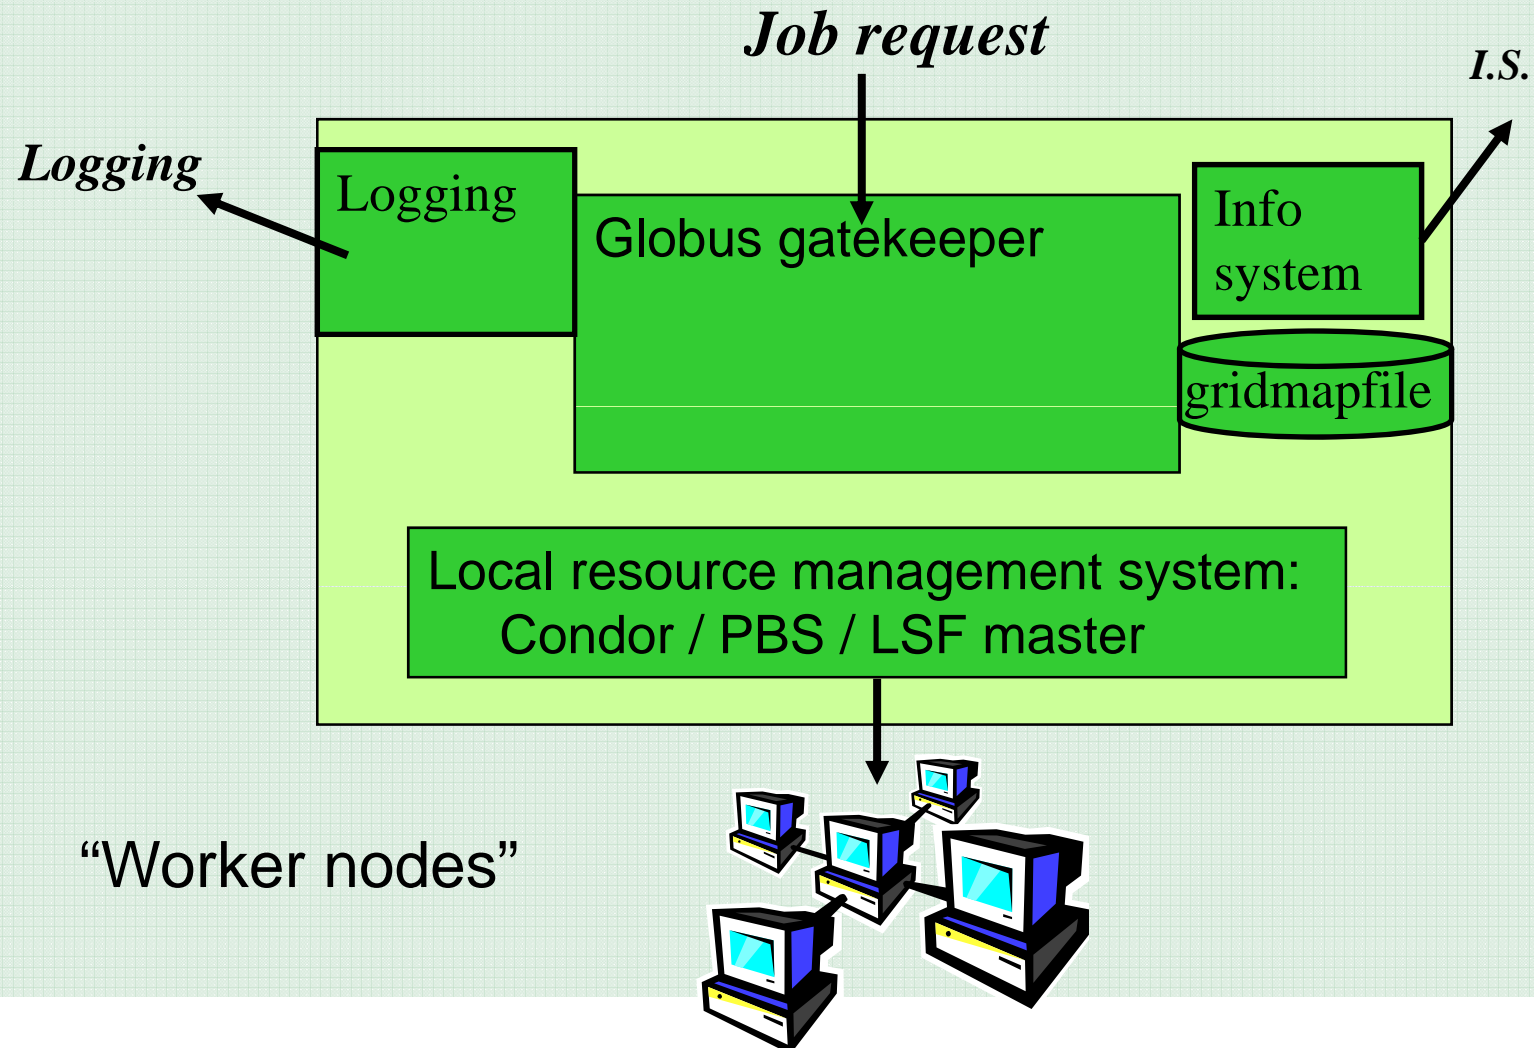 Job request
I.S.
Logging
Logging
Globus gatekeeper
Info
system
gridmapfile
Local resource management system:
Condor / PBS / LSF master
“Worker nodes”